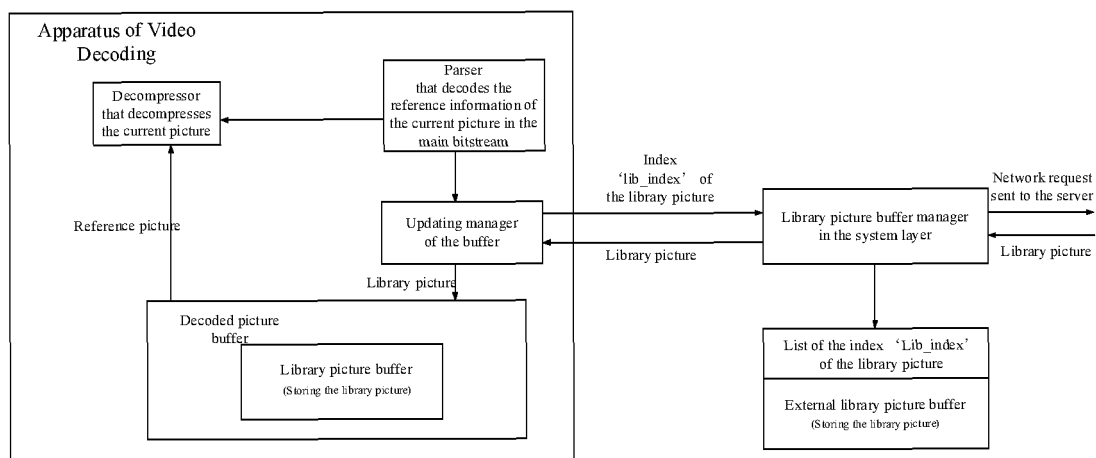 Apparatus of Video
Decoding
Decompressor
that decompresses
the current picture
Parser
that decodes the
reference information of
the current picture in the
main bitstream
Reference picture
Updating manager
of the buffer
Library picture
Decoded picture
buffer
Library picture buffer
(Storing the library picture)
Index
‘lib_index’ of
the library picture
Library picture
Library picture buffer manager
in the system layer
Network request
sent to the server
Library picture
List of the index ‘Lib_index’
of the library picture
External library picture buffer
(Storing the library picture)